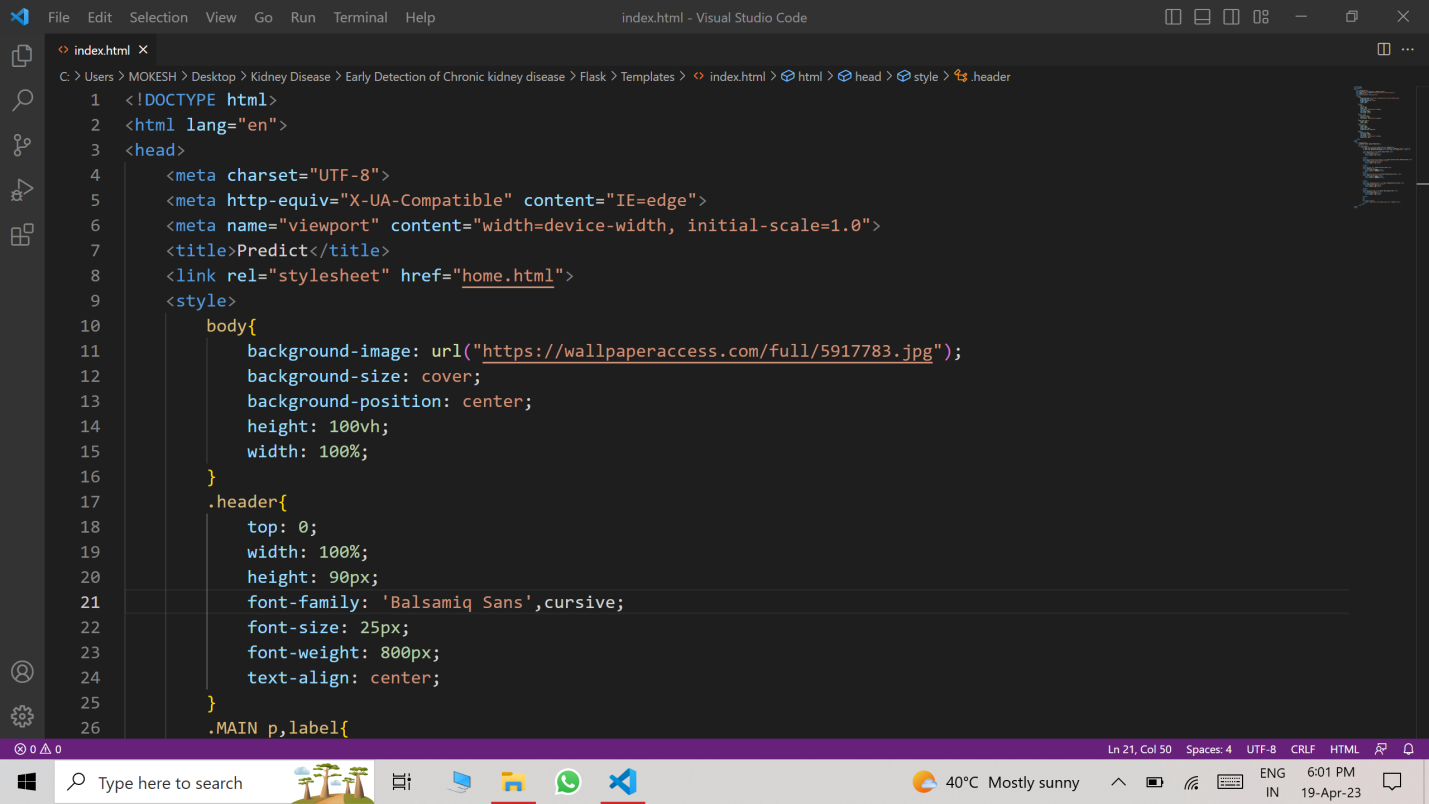 File Edit Selection View Go Run Terminal Help index.html - Visual Studio Code
index.html
C: > Users > MOKESH > Desktop > Kidney Disease > Early Detection of Chronic kidney disease > Flask > Templates > index.html > html > head > style > .header
1 <!DOCTYPE html>
2 <html lang="en">
3 <head>
4 <meta charset="UTF-8">
5 <meta http-equiv="X-UA-Compatible" content="IE=edge">
6 <meta name="viewport" content="width=device-width, initial-scale=1.0">
7 <title>Predict</title>
8 <link rel="stylesheet" href="home.html">
9 <style>
10 body{
11 background-image: url("https://wallpaperaccess.com/full/5917783.jpg");
12 background-size: cover;
13 background-position: center;
14 height: 100vh;
15 width: 100%;
16 }
17 .header{
18 top: 0;
19 width: 100%;
20 height: 90px;
21 font-family: 'Balsamiq Sans',cursive;
22 font-size: 25px;
23 font-weight: 800px;
24 text-align: center;
25 }
26 .MAIN p,label{
0 0 Ln 21, Col 50 Spaces: 4 UTF-8 CRLF HTML
Type here to search 40°C Mostly sunny ENG 6:01 PM
IN 19-Apr-23